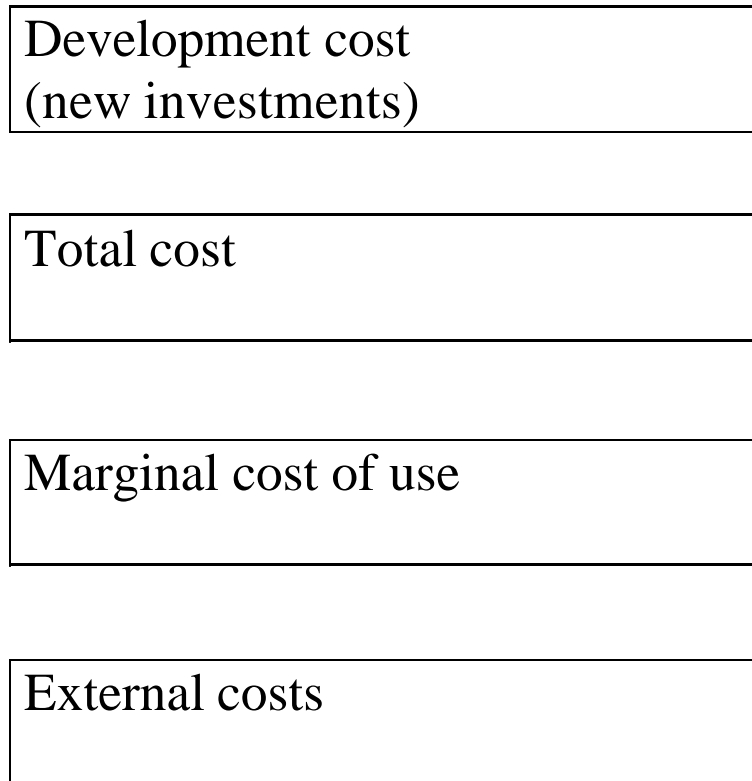 Development cost
(new investments)
Total cost
Marginal cost of use
External costs